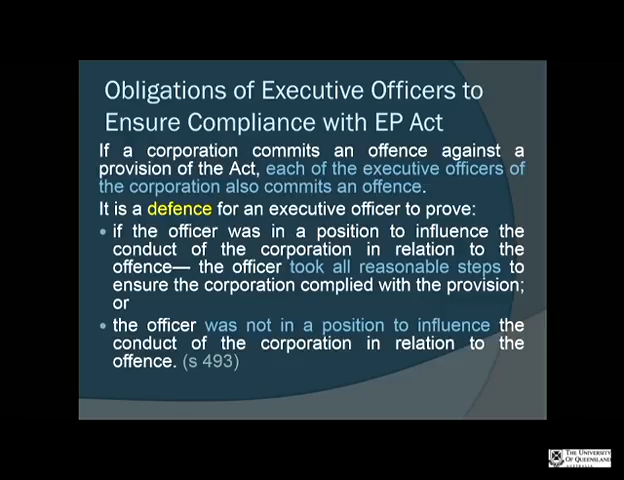 Obligations of Executive Officers to
Ensure Compliance with EP Act
If a corporation commits an offence against a
provision of the Act, each of the executive officers of
the corporation also commits an offence.
It is a defence for an executive officer to prove:
• if the officer was in a position to influence the
conduct of the corporation in relation to the
offence— the officer took all reasonable steps to
ensure the corporation complied with the provision;
or
• the officer was not in a position to influence the
conduct of the corporation in relation to the
offence. (s 493)
THE UNIVERSITY
OF QUEENSLAND
AUSTRALIA